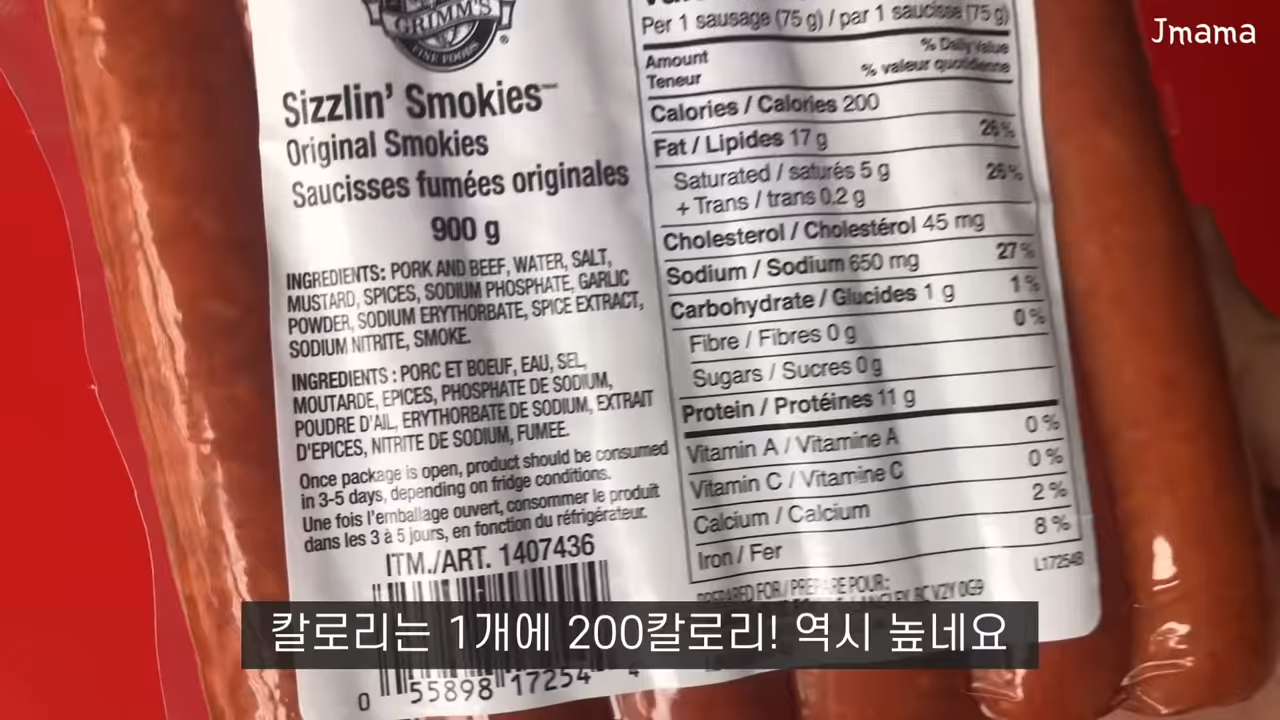 Jmama
GRIMM'S
FINE FOODS
Sizzlin' Smokies™
Original Smokies
Saucisses fumées originales
900 g
INGREDIENTS: PORK AND BEEF, WATER, SALT,
MUSTARD, SPICES, SODIUM PHOSPHATE, GARLIC
POWDER, SODIUM ERYTHORBATE, SPICE EXTRACT,
SODIUM NITRITE, SMOKE.
INGREDIENTS : PORC ET BOEUF, EAU, SEL,
MOUTARDE, EPICES, PHOSPHATE DE SODIUM,
POUDRE D'AIL, ERYTHORBATE DE SODIUM, EXTRAIT
D'EPICES, NITRITE DE SODIUM, FUMEE.
Once package is open, product should be consumed
in 3-5 days, depending on fridge conditions.
Une fois l'emballage ouvert, consommer le produit
dans les 3 à 5 jours, en fonction du réfrigérateur.
ITM./ART. 1407436
0 55898 17254 4
Per 1 sausage (75 g) / par 1 saucisse (75 g)
Amount % Daily Value
Teneur % valeur quotidienne
Calories / Calories 200
Fat / Lipides 17 g 26%
Saturated / saturés 5 g 26%
+ Trans / trans 0.2 g
Cholesterol / Cholestérol 45 mg
Sodium / Sodium 650 mg 27%
Carbohydrate / Glucides 1 g 1%
Fibre / Fibres 0 g 0%
Sugars / Sucres 0 g
Protein / Protéines 11 g
Vitamin A / Vitamine A 0%
Vitamin C / Vitamine C 0%
Calcium / Calcium 2%
Iron / Fer 8%
L17254B
PREPARED FOR / PREPARE POUR:
BC V2Y 0G9
칼로리는 1개에 200칼로리! 역시 높네요